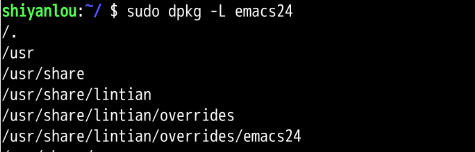 shiyanlou:~/ $ sudo dpkg -L emacs24
/.
/usr
/usr/share
/usr/share/lintian
/usr/share/lintian/overrides
/usr/share/lintian/overrides/emacs24